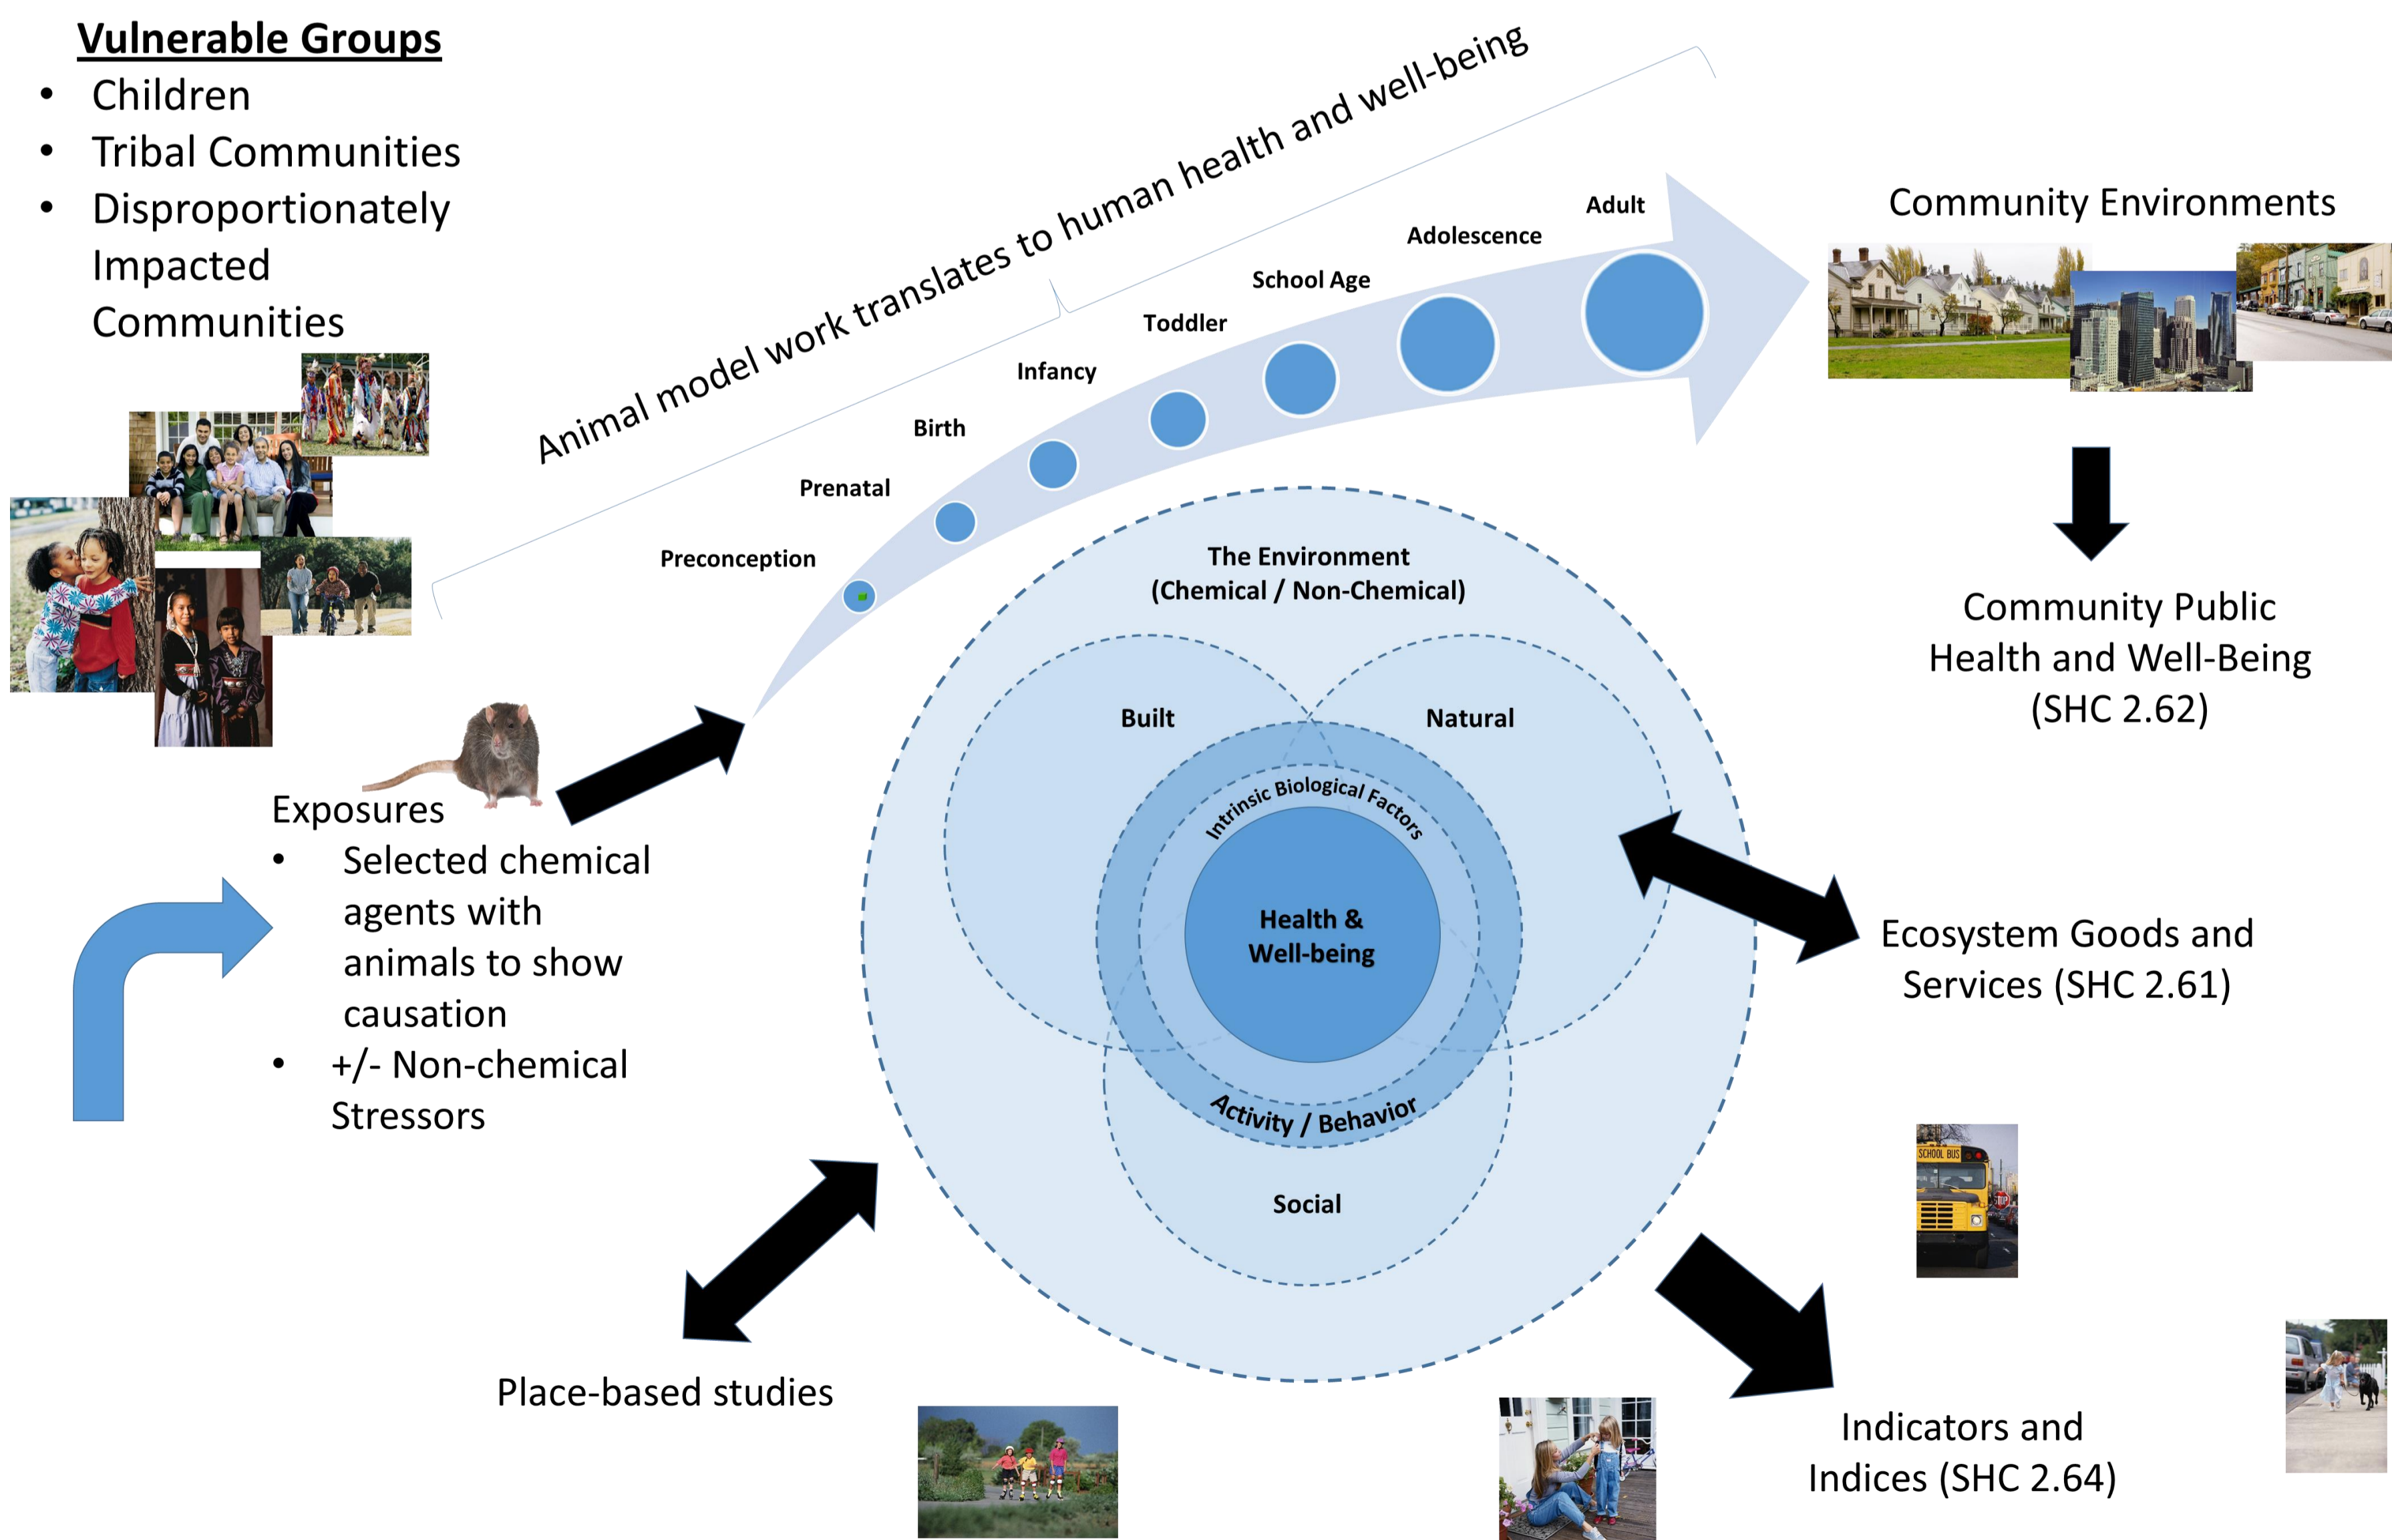 Vulnerable Groups
• Children
• Tribal Communities
• Disproportionately
Impacted
Communities
Animal model work translates to human health and well-being
Preconception
Prenatal
Birth
Infancy
Toddler
School Age
Adolescence
Adult
Community Environments
Community Public
Health and Well-Being
(SHC 2.62)
Exposures
• Selected chemical
agents with
animals to show
causation
• +/- Non-chemical
Stressors
The Environment
(Chemical / Non-Chemical)
Built
Natural
Intrinsic Biological Factors
Health &
Well-being
Activity / Behavior
Social
Ecosystem Goods and
Services (SHC 2.61)
SCHOOL BUS
Place-based studies
Indicators and
Indices (SHC 2.64)